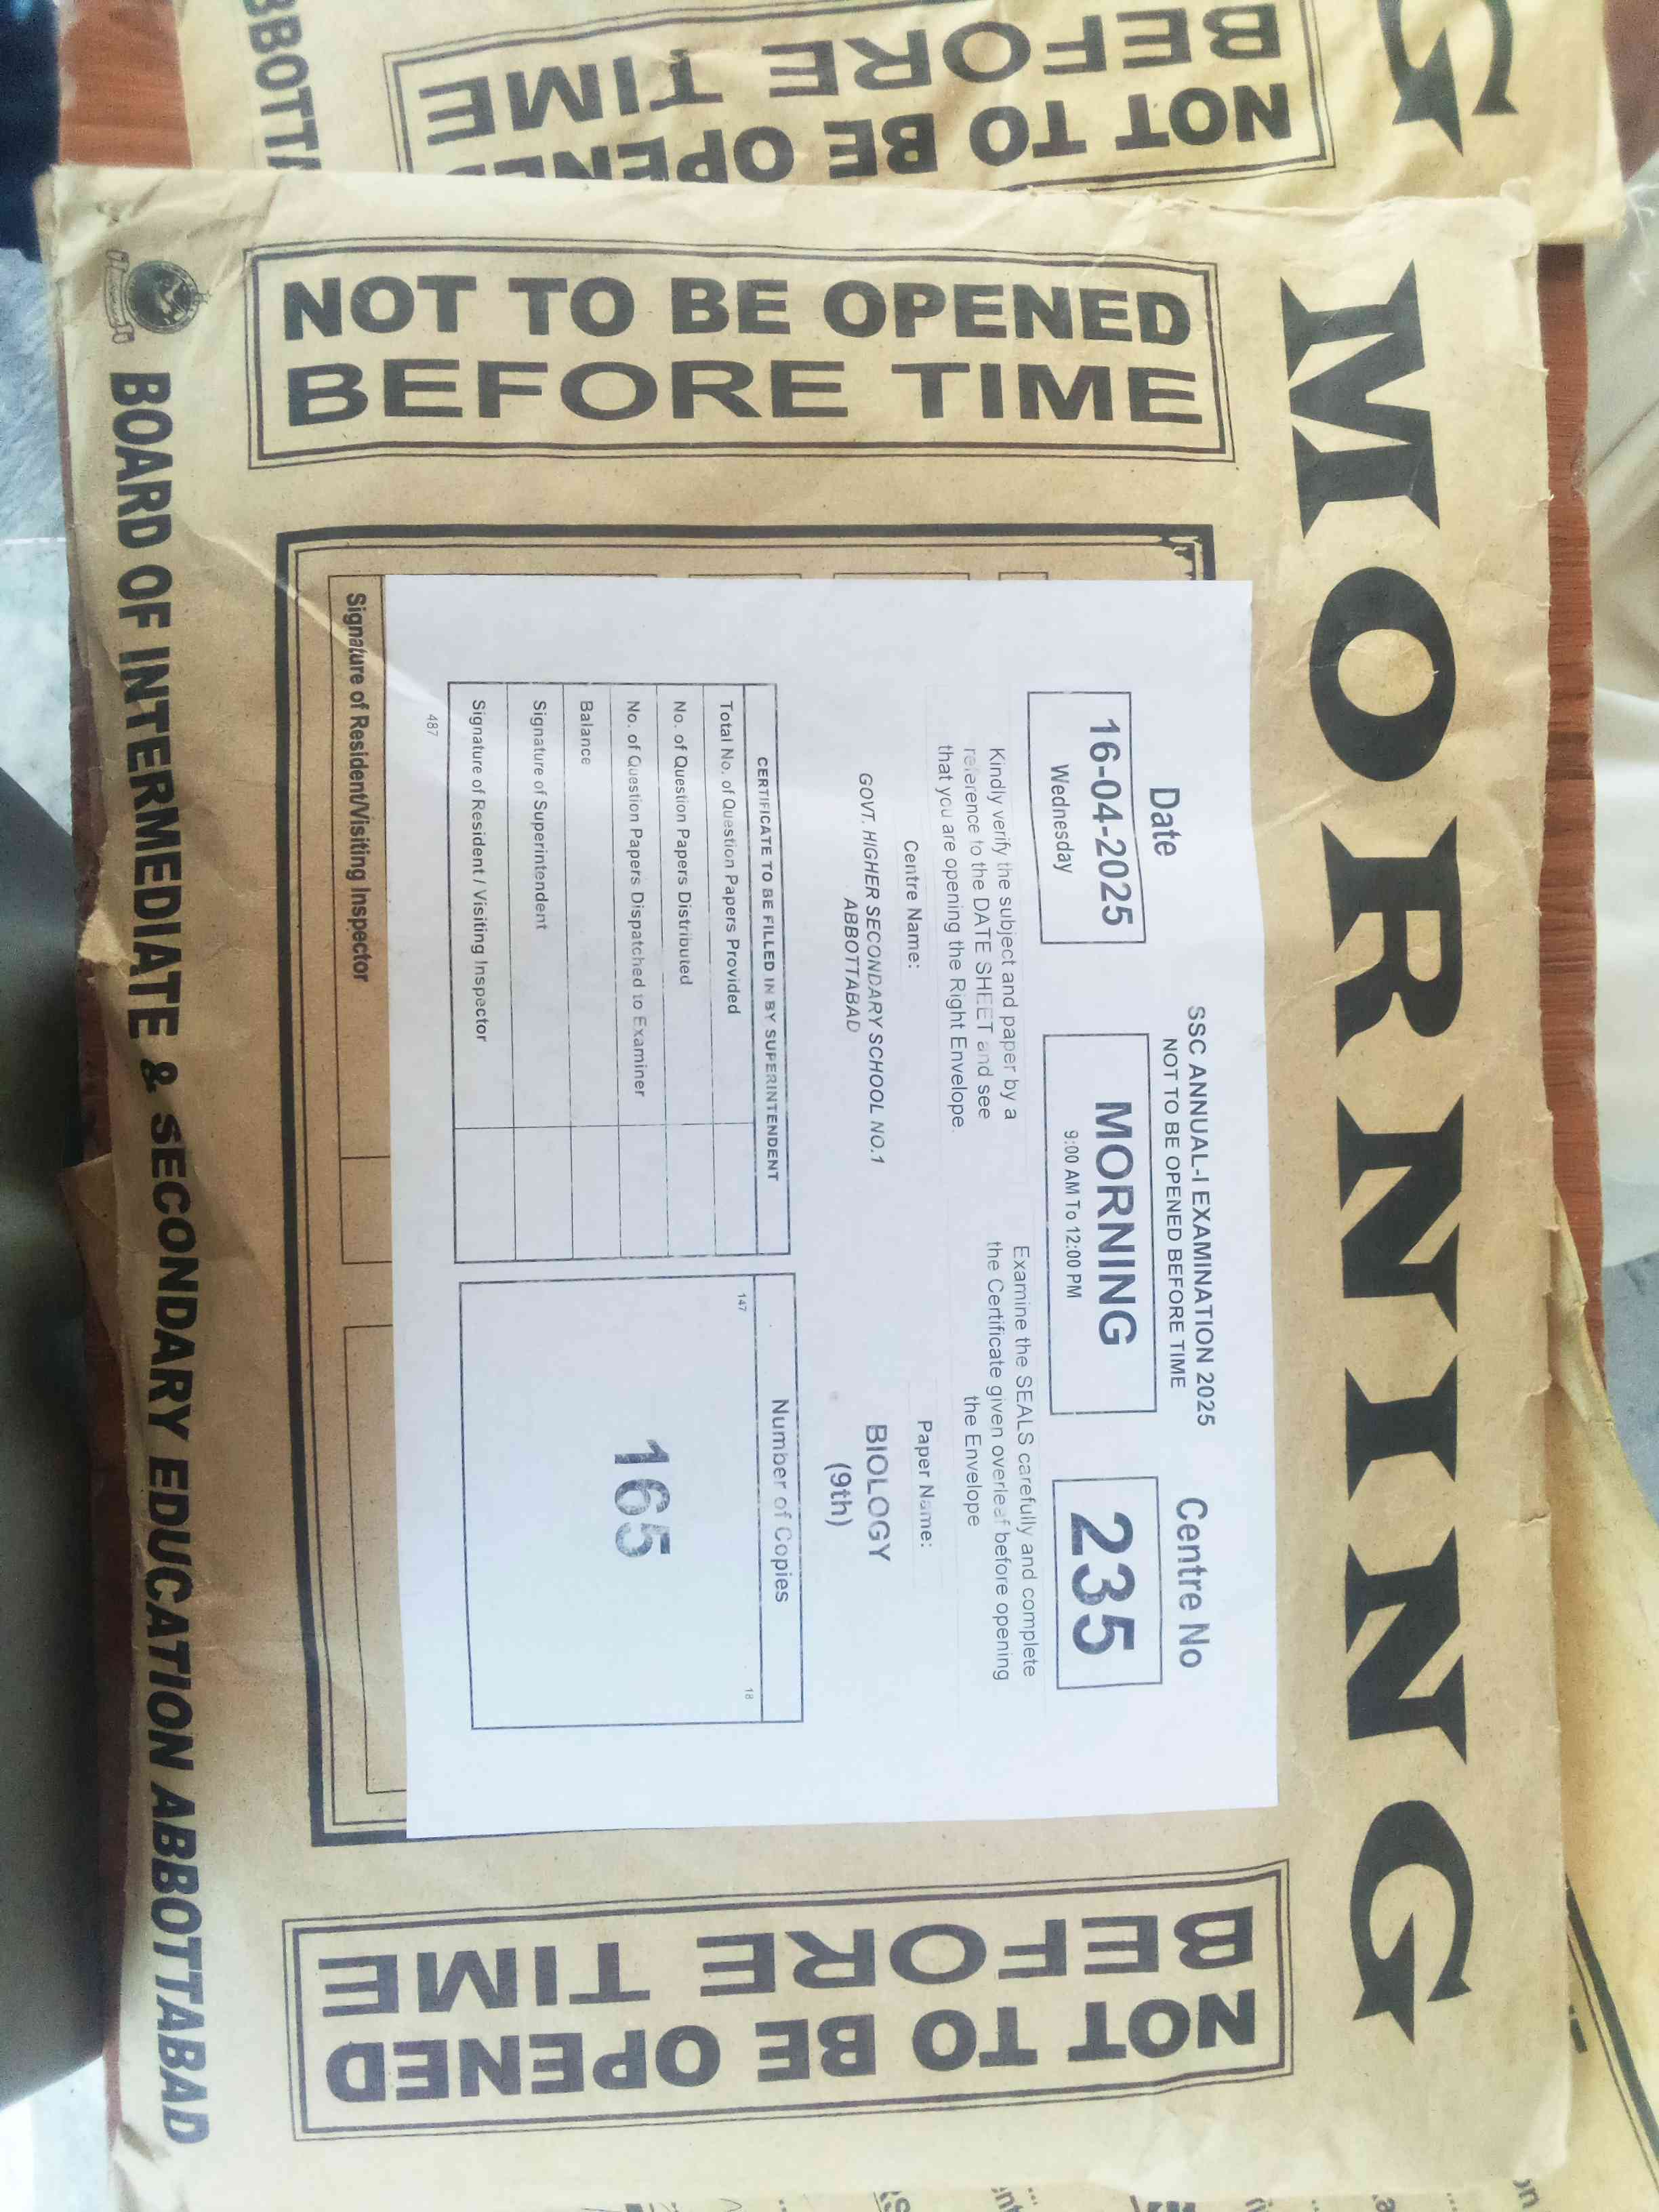 MORNING
NOT TO BE OPENED
BEFORE TIME
Date
16-04-2025
Wednesday
SSC ANNUAL-I EXAMINATION 2025
NOT TO BE OPENED BEFORE TIME
MORNING
9:00 AM To 12:00 PM
Centre No
235
Kindly verify the subject and paper by a
reference to the DATE SHEET and see
that you are opening the Right Envelope.
Examine the SEALS carefully and complete
the Certificate given overleaf before opening
the Envelope
Centre Name:
GOVT. HIGHER SECONDARY SCHOOL NO.1
ABBOTTABAD
Paper Name:
BIOLOGY
(9th)
CERTIFICATE TO BE FILLED IN BY SUPERINTENDENT
Total No. of Question Papers Provided
No. of Question Papers Distributed
No. of Question Papers Dispatched to Examiner
Balance
Signature of Superintendent
Signature of Resident / Visiting Inspector
487
Number of Copies
147
18
165
Signature of Resident/Visiting Inspector
NOT TO BE OPENED
BEFORE TIME
BOARD OF INTERMEDIATE & SECONDARY EDUCATION ABBOTTABAD
G
NOT TO BE OPENE
BEFORE TIME
BBOTTA